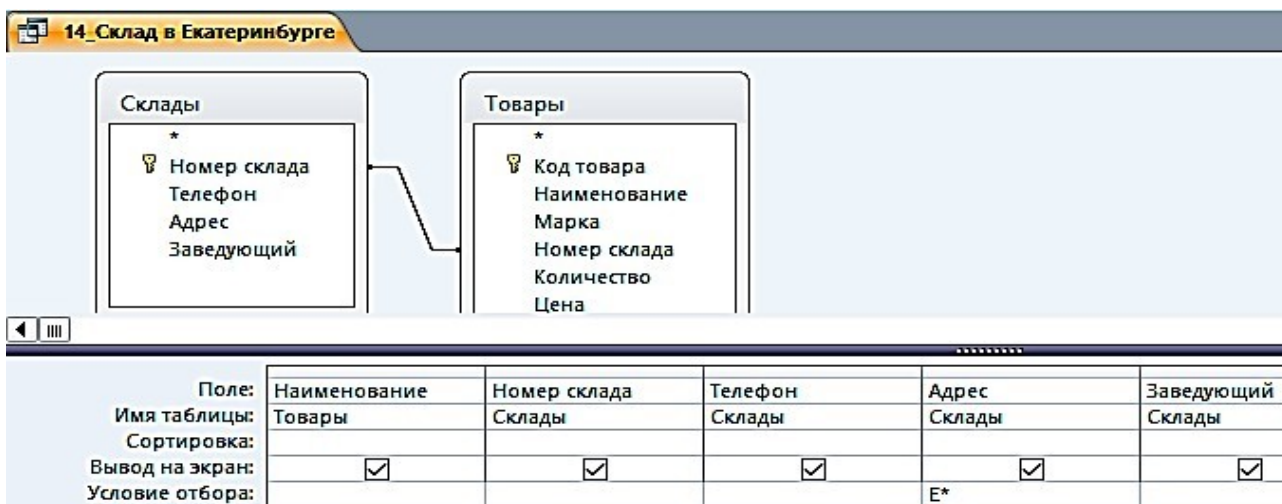 14_Склад в Екатеринбурге
Склады
*
Номер склада
Телефон
Адрес
Заведующий
Товары
*
Код товара
Наименование
Марка
Номер склада
Количество
Цена
Поле: Наименование Номер склада Телефон Адрес Заведующий
Имя таблицы: Товары Склады Склады Склады Склады
Сортировка:
Вывод на экран:
Условие отбора: Е*